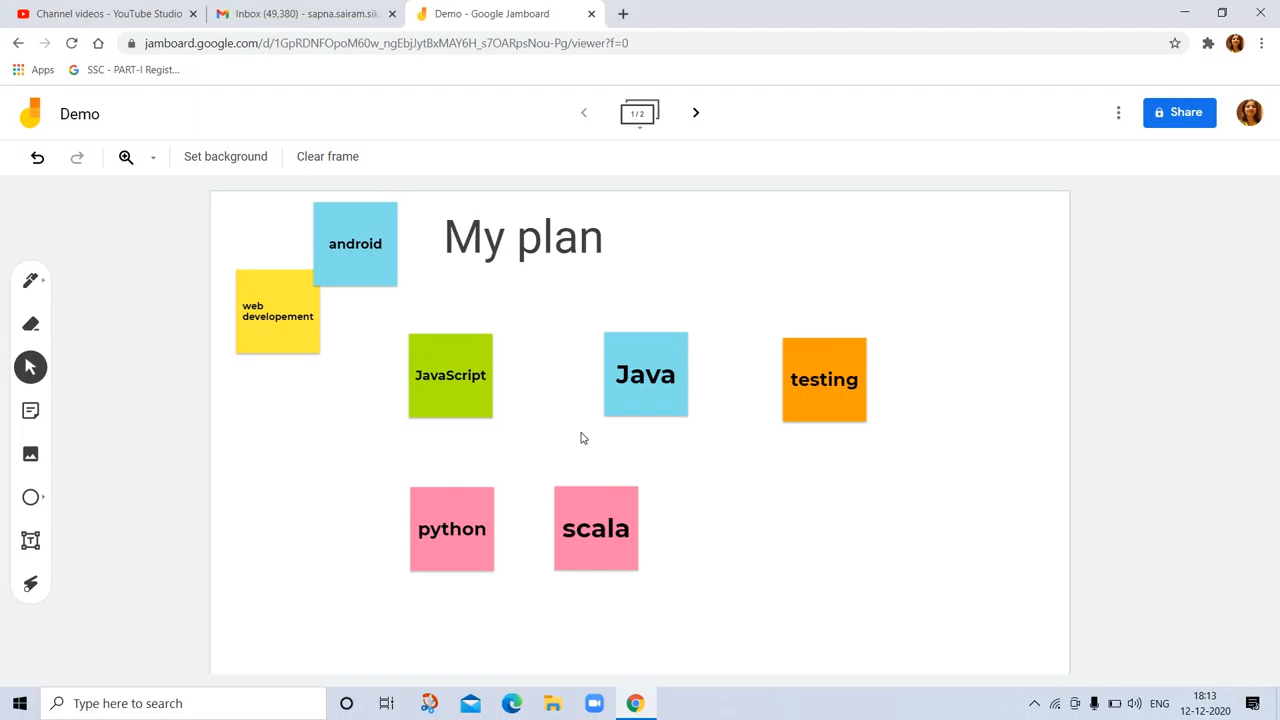 Channel videos - YouTube Studio
Inbox (49,380) - sapna.sairam.sik
Demo - Google Jamboard
jamboard.google.com/d/1GpRDNFOpoM60w_ngEbjJytBxMAY6H_s7OARpsNou-Pg/viewer?f=0
Apps
SSC - PART-I Regist...
Demo
1/2
Share
Set background
Clear frame
android
My plan
web
developement
JavaScript
Java
testing
python
scala
Type here to search
ENG
18:13
12-12-2020